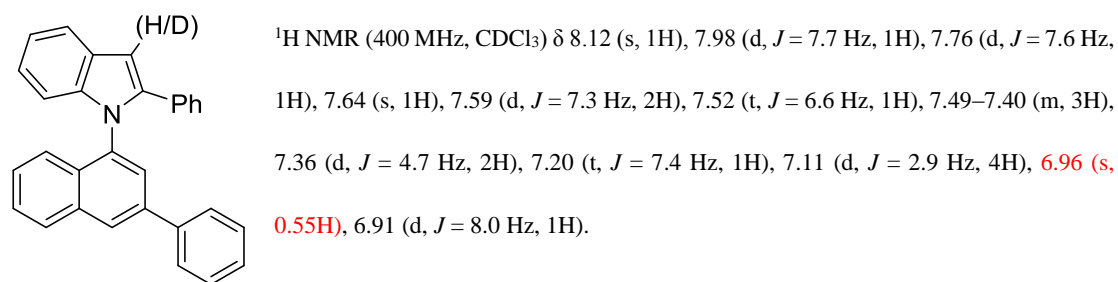 (H/D)
Ph
N
¹H NMR (400 MHz, CDCl₃) δ 8.12 (s, 1H), 7.98 (d, J = 7.7 Hz, 1H), 7.76 (d, J = 7.6 Hz,
1H), 7.64 (s, 1H), 7.59 (d, J = 7.3 Hz, 2H), 7.52 (t, J = 6.6 Hz, 1H), 7.49–7.40 (m, 3H),
7.36 (d, J = 4.7 Hz, 2H), 7.20 (t, J = 7.4 Hz, 1H), 7.11 (d, J = 2.9 Hz, 4H), 6.96 (s,
0.55H), 6.91 (d, J = 8.0 Hz, 1H).